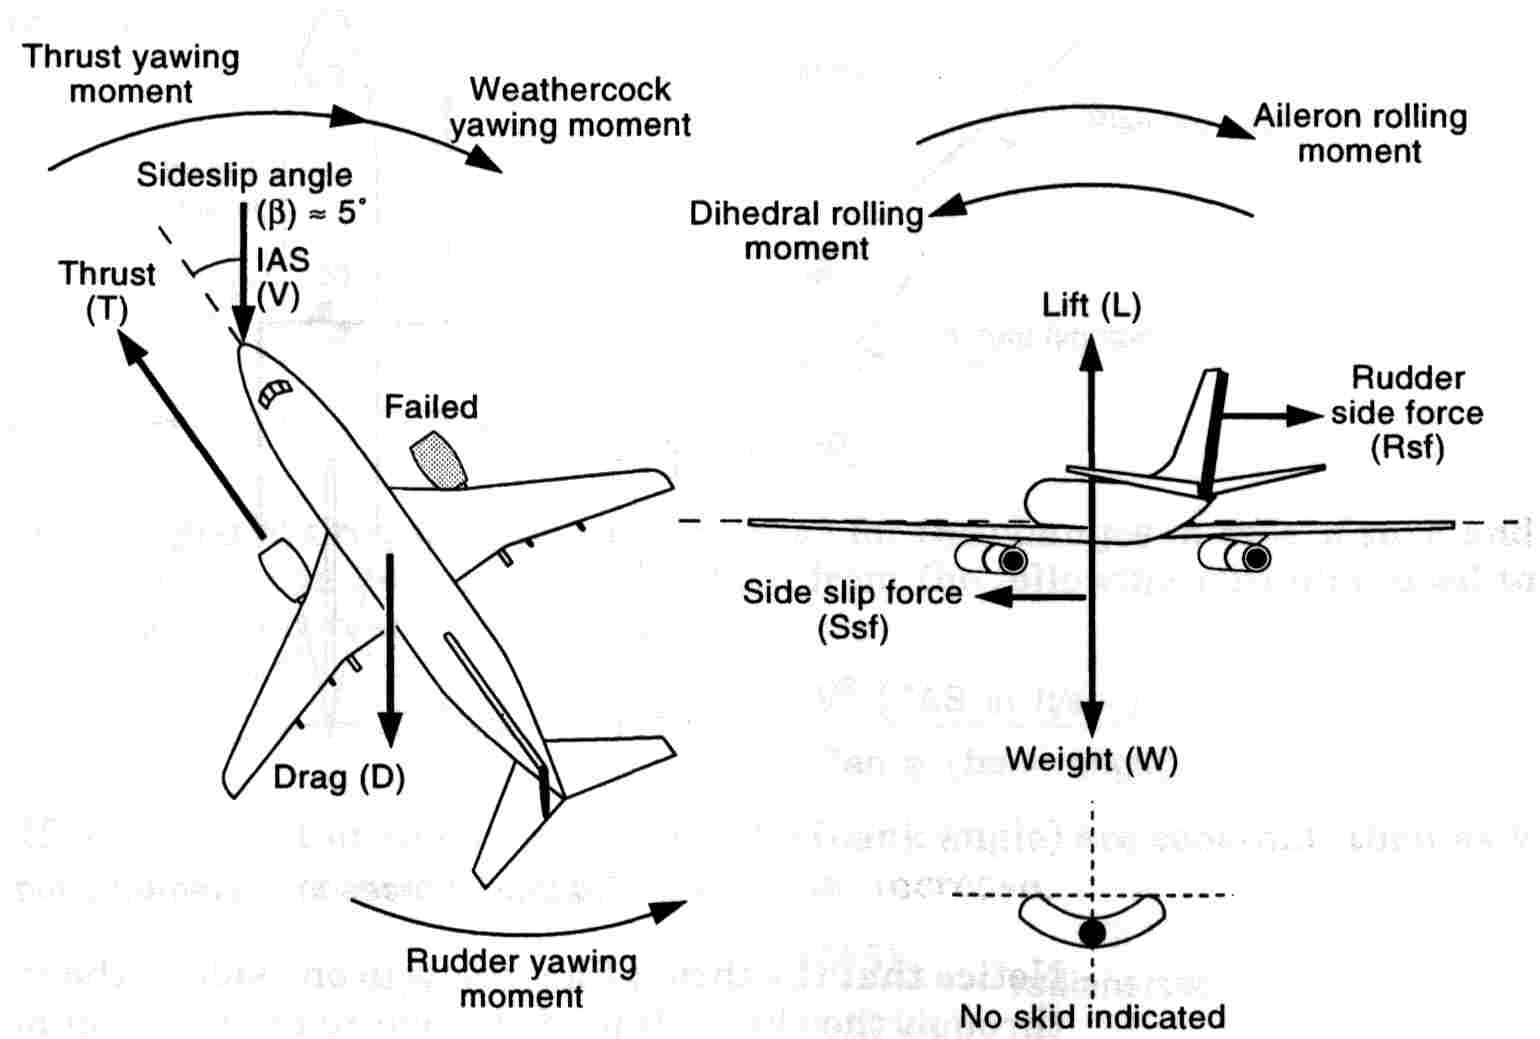 Thrust yawing
moment
Weathercock
yawing moment
Sideslip angle
(β) ≈ 5°
IAS
(V)
Thrust
(T)
Failed
Drag (D)
Rudder yawing
moment
Aileron rolling
moment
Dihedral rolling
moment
Lift (L)
Rudder
side force
(Rsf)
Side slip force
(Ssf)
Weight (W)
No skid indicated